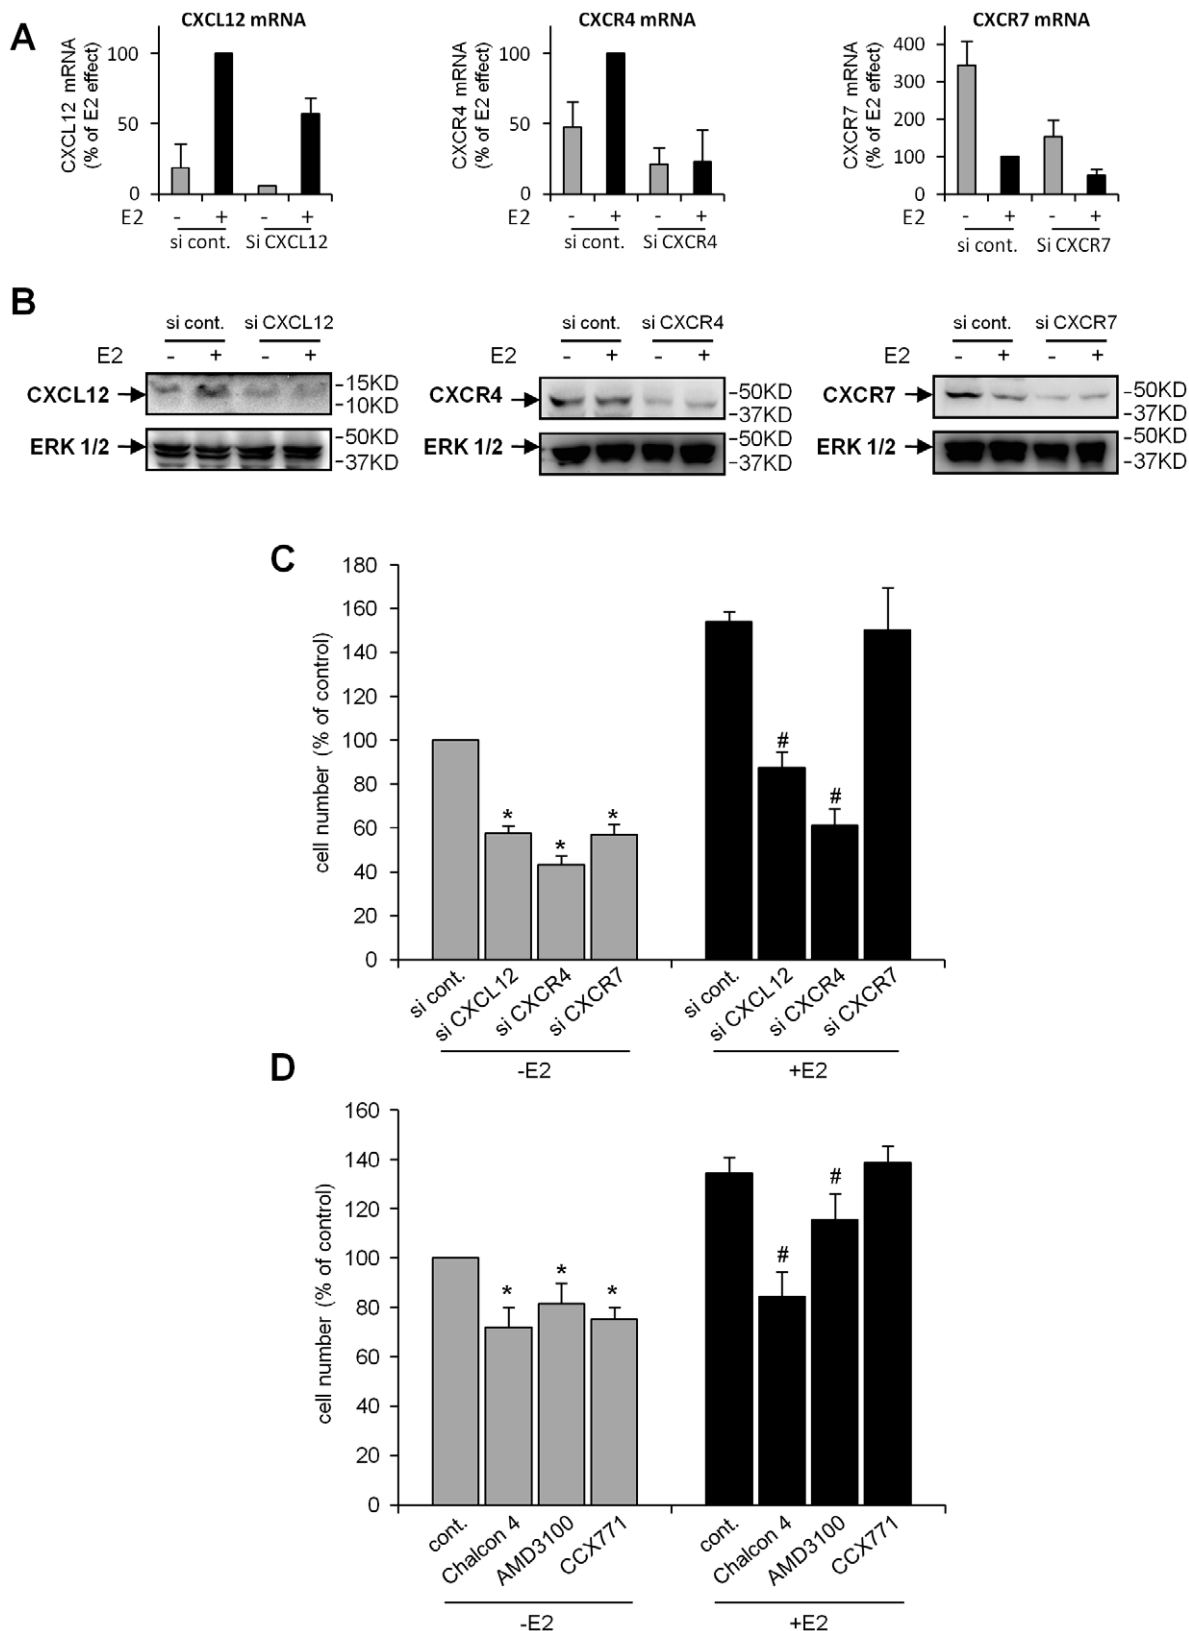 A
CXCL12 mRNA
CXCL12 mRNA
(% of E2 effect)
100
50
0
E2 - + - +
si cont. Si CXCL12
CXCR4 mRNA
CXCR4 mRNA
(% of E2 effect)
100
50
0
E2 - + - +
si cont. Si CXCR4
CXCR7 mRNA
CXCR7 mRNA
(% of E2 effect)
400
300
200
100
0
E2 - + - +
si cont. Si CXCR7
B
si cont. si CXCL12
E2 - + - +
CXCL12
-15KD
-10KD
ERK 1/2
-50KD
-37KD
si cont. si CXCR4
E2 - + - +
CXCR4
-50KD
-37KD
ERK 1/2
-50KD
-37KD
si cont. si CXCR7
E2 - + - +
CXCR7
-50KD
-37KD
ERK 1/2
-50KD
-37KD
C
cell number (% of control)
180
160
140
120
100
80
60
40
20
0
* * *
# #
si cont. si CXCL12 si CXCR4 si CXCR7
-E2
si cont. si CXCL12 si CXCR4 si CXCR7
+E2
D
cell number (% of control)
160
140
120
100
80
60
40
20
0
* * *
# #
cont. Chalcon 4 AMD3100 CCX771
-E2
cont. Chalcon 4 AMD3100 CCX771
+E2